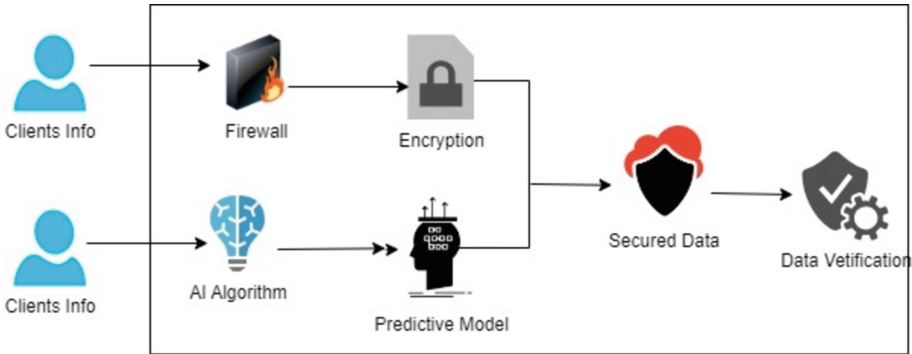 Clients Info
Firewall
Encryption
Secured Data
Data Vetification
Clients Info
AI Algorithm
Predictive Model